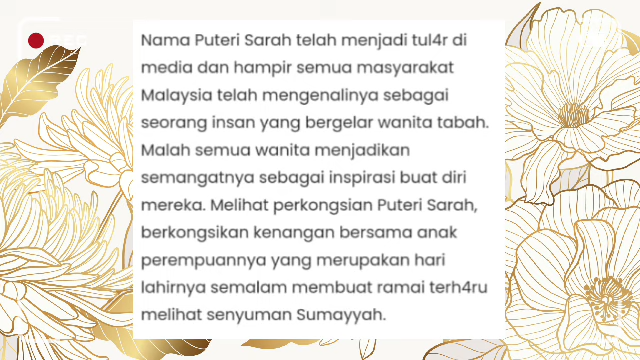 Nama Puteri Sarah telah menjadi tul4r di
media dan hampir semua masyarakat
Malaysia telah mengenalinya sebagai
seorang insan yang bergelar wanita tabah.
Malah semua wanita menjadikan
semangatnya sebagai inspirasi buat diri
mereka. Melihat perkongsian Puteri Sarah,
berkongsikan kenangan bersama anak
perempuannya yang merupakan hari
lahirnya semalam membuat ramai terh4ru
melihat senyuman Sumayyah.